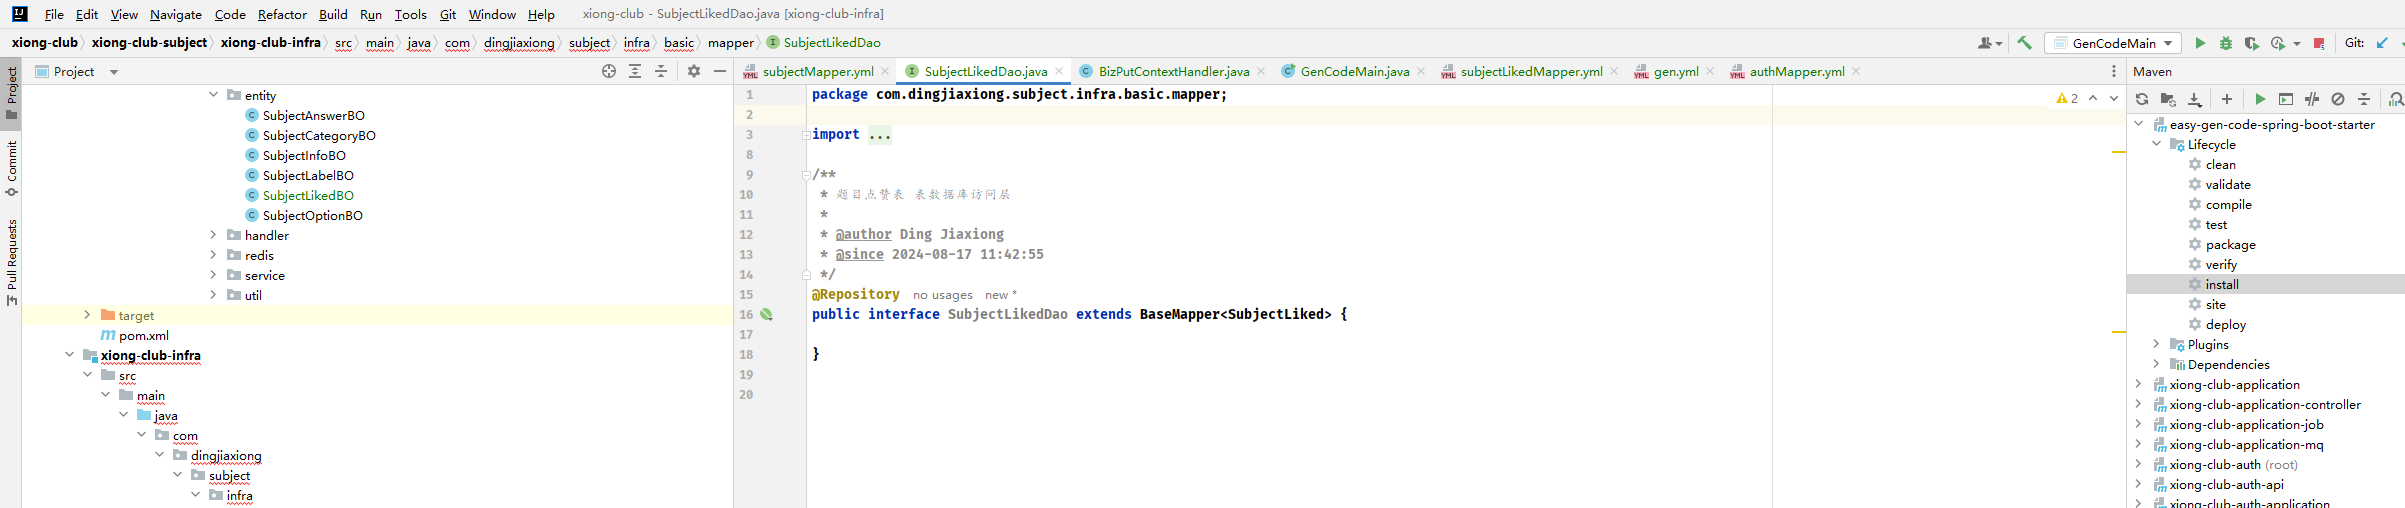 File Edit View Navigate Code Refactor Build Run Tools Git Window Help xiong-club - SubjectLikedDao.java [xiong-club-infra]
xiong-club xiong-club-subject xiong-club-infra src main java com dingjiaxiong subject infra basic mapper SubjectLikedDao
GenCodeMain Git:
Project
Commit
Pull Requests
Project
entity
SubjectAnswerBO
SubjectCategoryBO
SubjectInfoBO
SubjectLabelBO
SubjectLikedBO
SubjectOptionBO
handler
redis
service
util
target
pom.xml
xiong-club-infra
src
main
java
com
dingjiaxiong
subject
infra
subjectMapper.yml SubjectLikedDao.java BizPutContextHandler.java GenCodeMain.java subjectLikedMapper.yml gen.yml authMapper.yml
1 package com.dingjiaxiong.subject.infra.basic.mapper;
2
3 import ...
8
9 /**
10 * 题目点赞表 表数据库访问层
11 *
12 * @author Ding Jiaxiong
13 * @since 2024-08-17 11:42:55
14 */
15 @Repository no usages new *
16 public interface SubjectLikedDao extends BaseMapper<SubjectLiked> {
17
18 }
19
20
2
Maven
easy-gen-code-spring-boot-starter
Lifecycle
clean
validate
compile
test
package
verify
install
site
deploy
Plugins
Dependencies
xiong-club-application
xiong-club-application-controller
xiong-club-application-job
xiong-club-application-mq
xiong-club-auth (root)
xiong-club-auth-api
xiong-club-auth-application